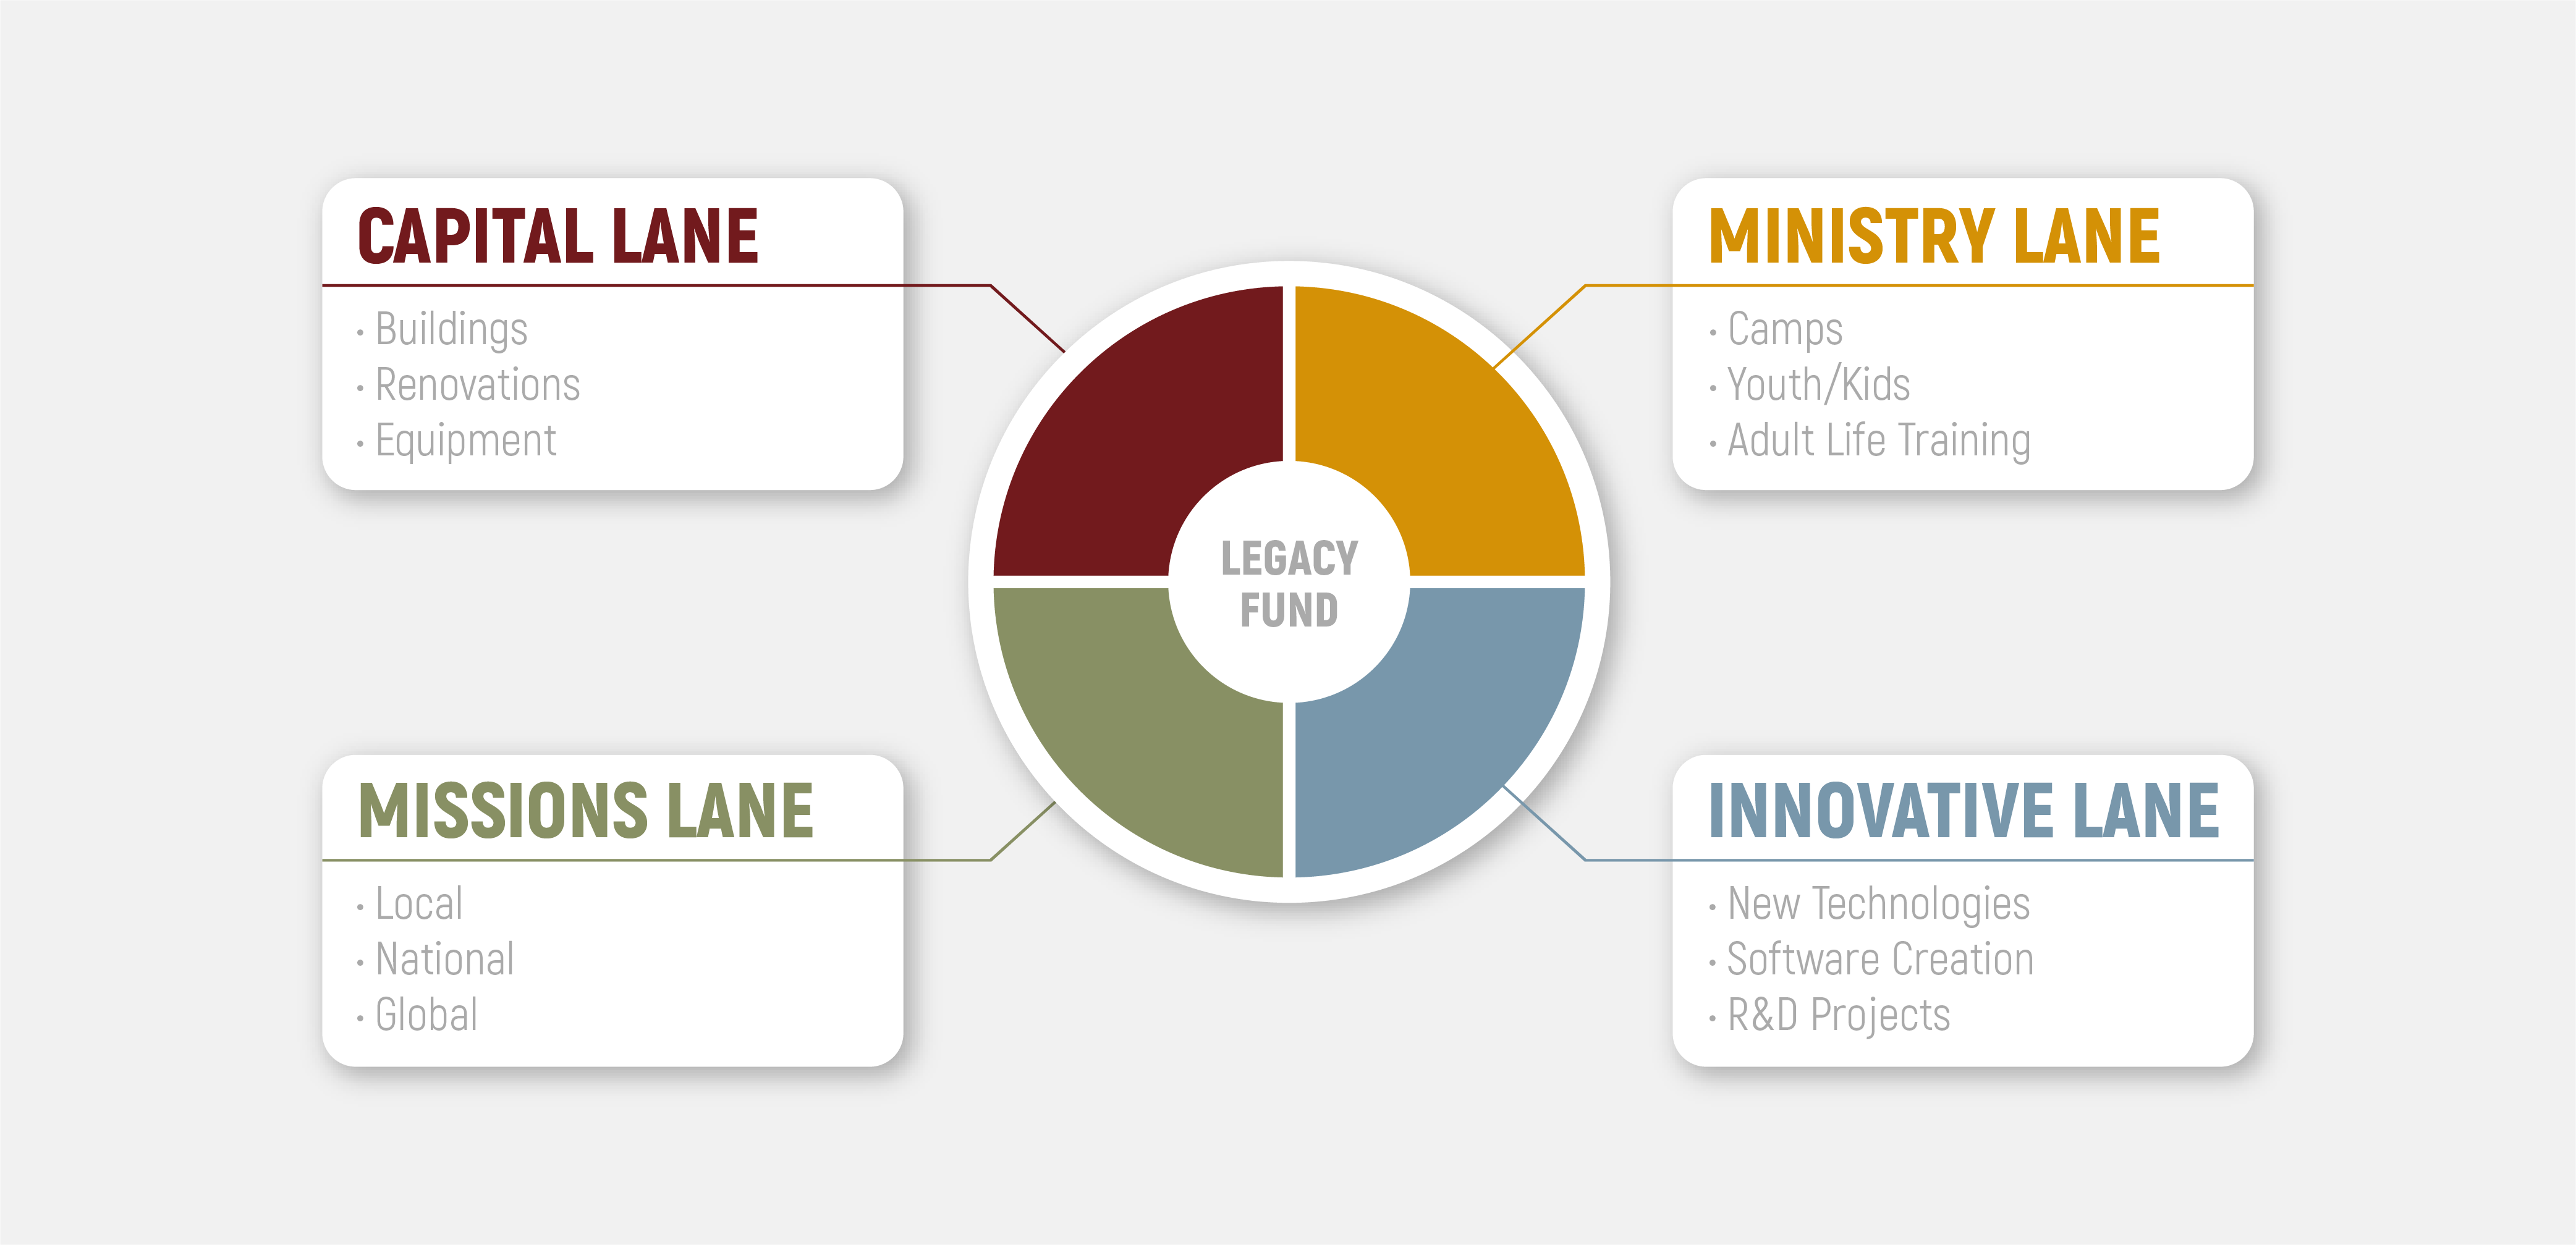 CAPITAL LANE
· Buildings
· Renovations
· Equipment
MINISTRY LANE
· Camps
· Youth/Kids
· Adult Life Training
LEGACY
FUND
MISSIONS LANE
· Local
· National
· Global
INNOVATIVE LANE
· New Technologies
· Software Creation
· R&D Projects